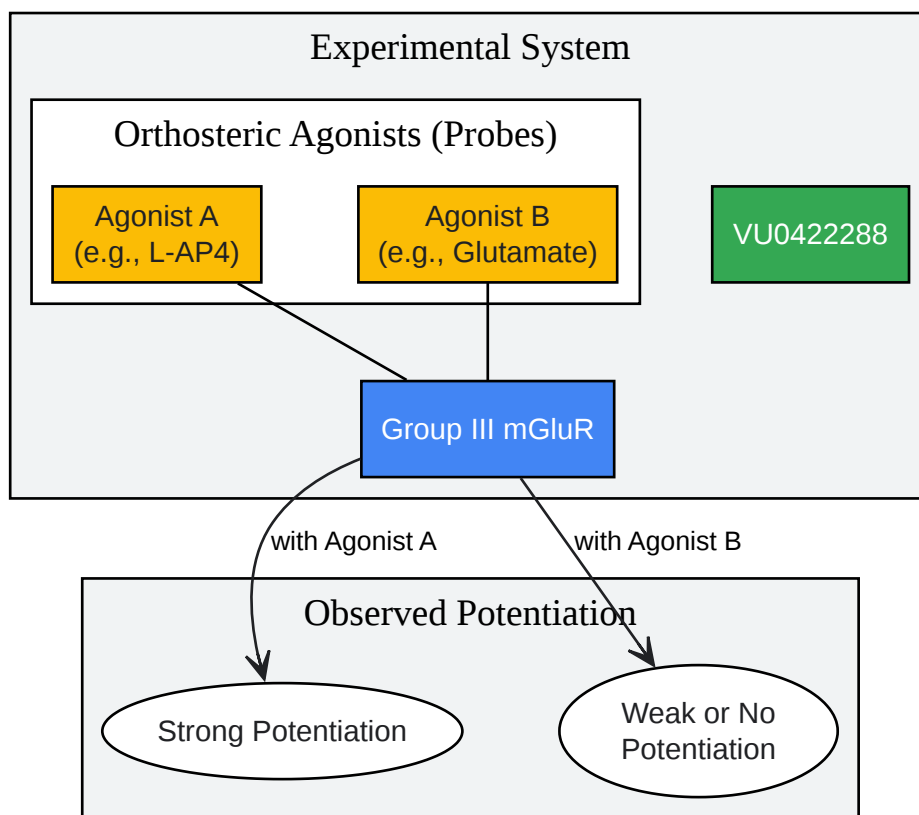 Experimental System
Orthosteric Agonists (Probes)
Agonist A
(e.g., L-AP4)
Agonist B
(e.g., Glutamate)
VU0422288
Group III mGluR
with Agonist A
with Agonist B
Observed Potentiation
Strong Potentiation
Weak or No
Potentiation